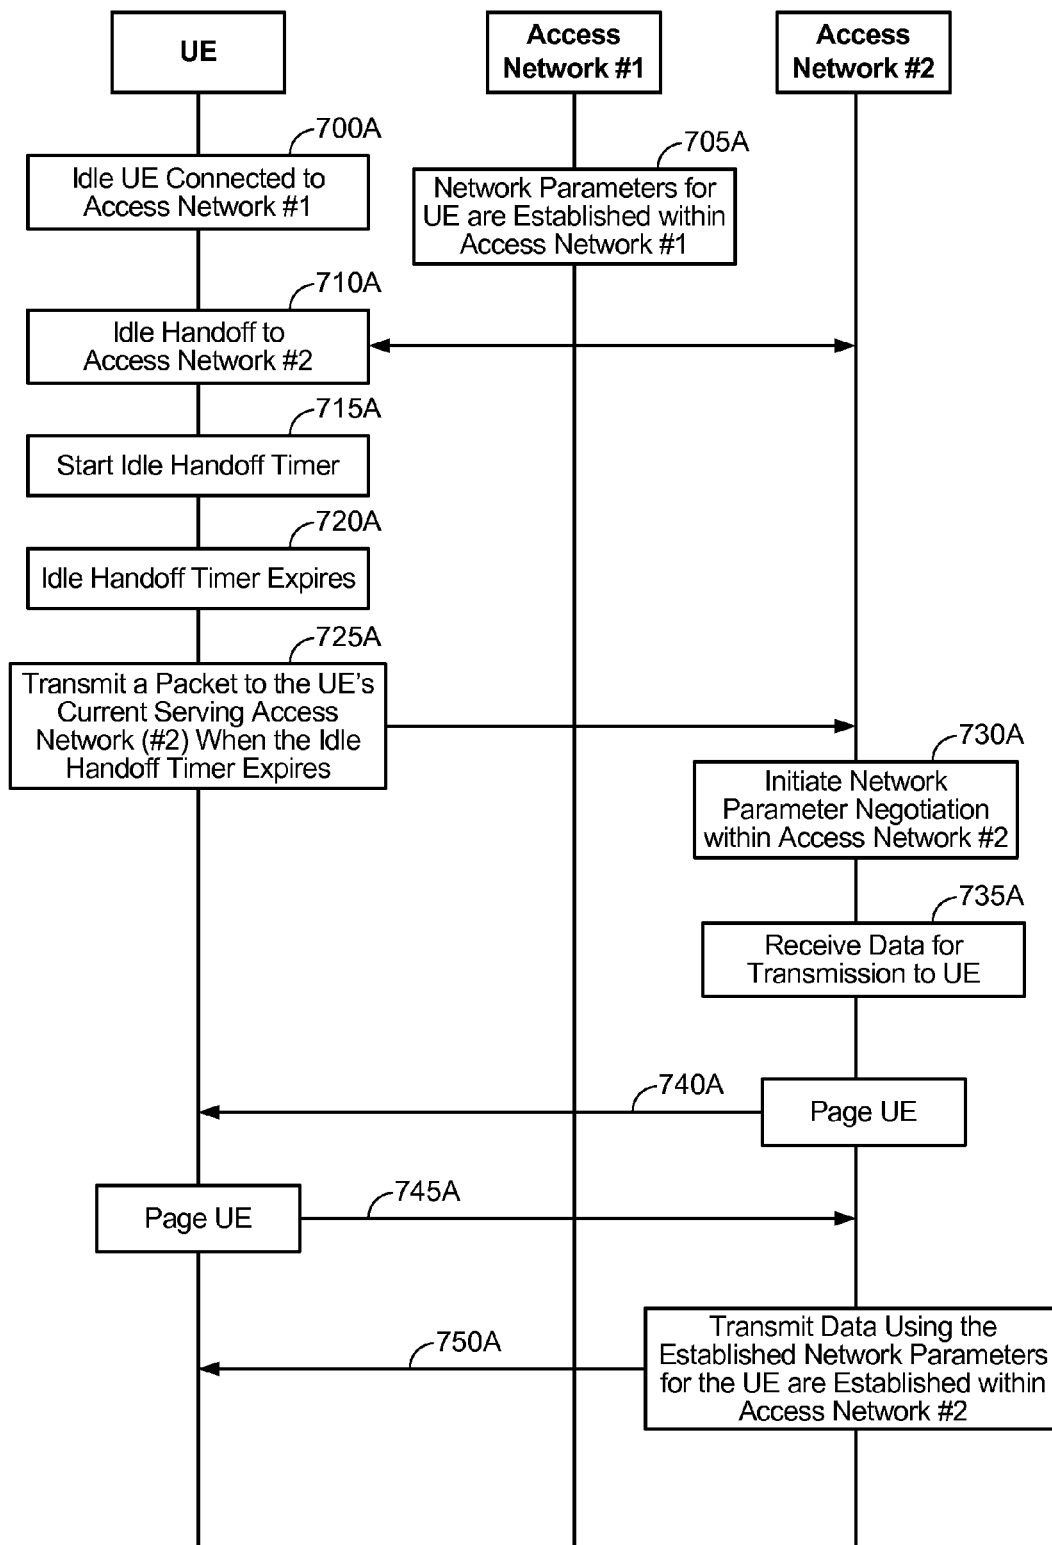 UE
Access
Network #1
Access
Network #2
700A
Idle UE Connected to
Access Network #1
705A
Network Parameters for
UE are Established within
Access Network #1
710A
Idle Handoff to
Access Network #2
715A
Start Idle Handoff Timer
720A
Idle Handoff Timer Expires
725A
Transmit a Packet to the UE's
Current Serving Access
Network (#2) When the Idle
Handoff Timer Expires
730A
Initiate Network
Parameter Negotiation
within Access Network #2
735A
Receive Data for
Transmission to UE
740A
Page UE
745A
Page UE
750A
Transmit Data Using the
Established Network Parameters
for the UE are Established within
Access Network #2